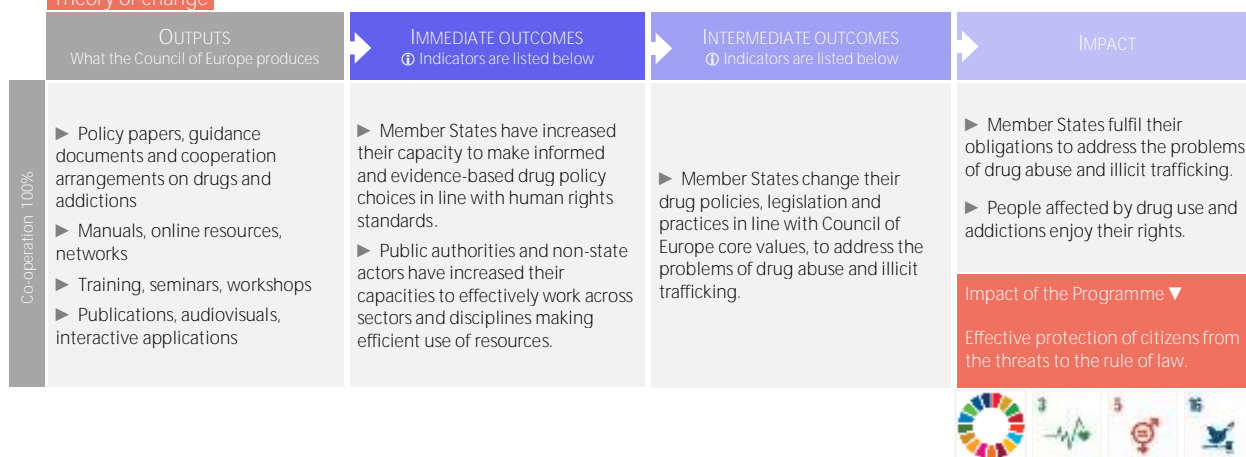 Theory of change
OUTPUTS
What the Council of Europe produces
IMMEDIATE OUTCOMES
🛈 Indicators are listed below
INTERMEDIATE OUTCOMES
🛈 Indicators are listed below
IMPACT
Co-operation 100%
► Policy papers, guidance
documents and cooperation
arrangements on drugs and
addictions
► Manuals, online resources,
networks
► Training, seminars, workshops
► Publications, audiovisuals,
interactive applications
► Member States have increased
their capacity to make informed
and evidence-based drug policy
choices in line with human rights
standards.
► Public authorities and non-state
actors have increased their
capacities to effectively work across
sectors and disciplines making
efficient use of resources.
► Member States change their
drug policies, legislation and
practices in line with Council of
Europe core values, to address the
problems of drug abuse and illicit
trafficking.
► Member States fulfil their
obligations to address the problems
of drug abuse and illicit trafficking.
► People affected by drug use and
addictions enjoy their rights.
Impact of the Programme ▼
Effective protection of citizens from
the threats to the rule of law.
3
5
16